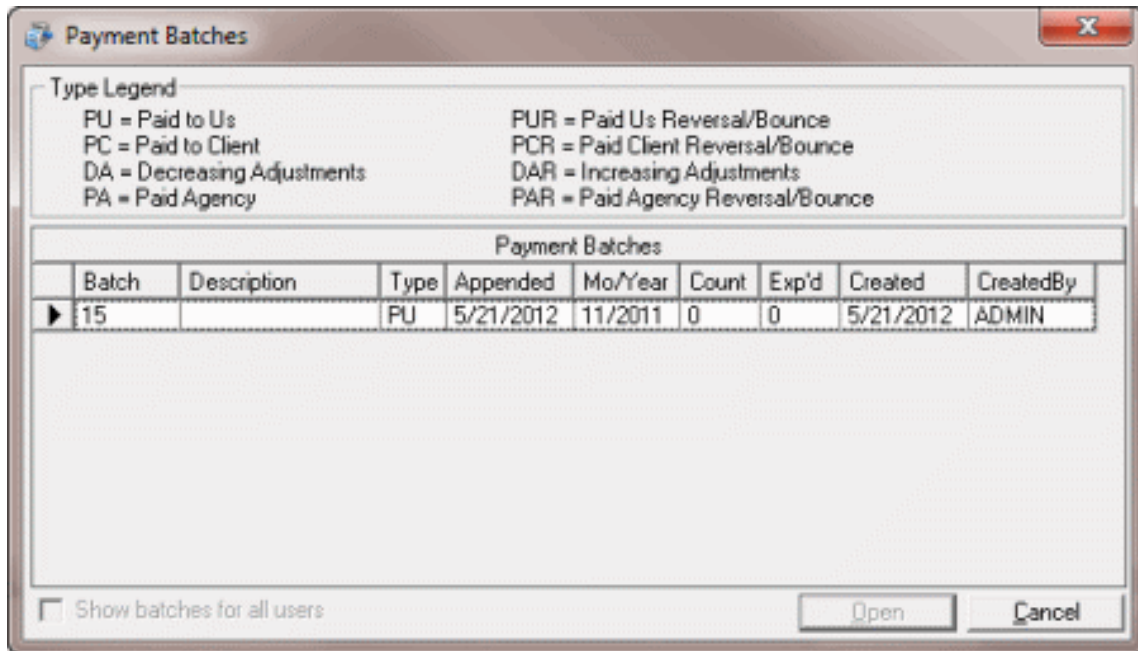 Payment Batches
Type Legend
PU = Paid to Us
PC = Paid to Client
DA = Decreasing Adjustments
PA = Paid Agency
PUR = Paid Us Reversal/Bounce
PCR = Paid Client Reversal/Bounce
DAR = Increasing Adjustments
PAR = Paid Agency Reversal/Bounce
Payment Batches
Batch Description Type Appended Mo/Year Count Exp'd Created CreatedBy
15 PU 5/21/2012 11/2011 0 0 5/21/2012 ADMIN
Show batches for all users Open Cancel